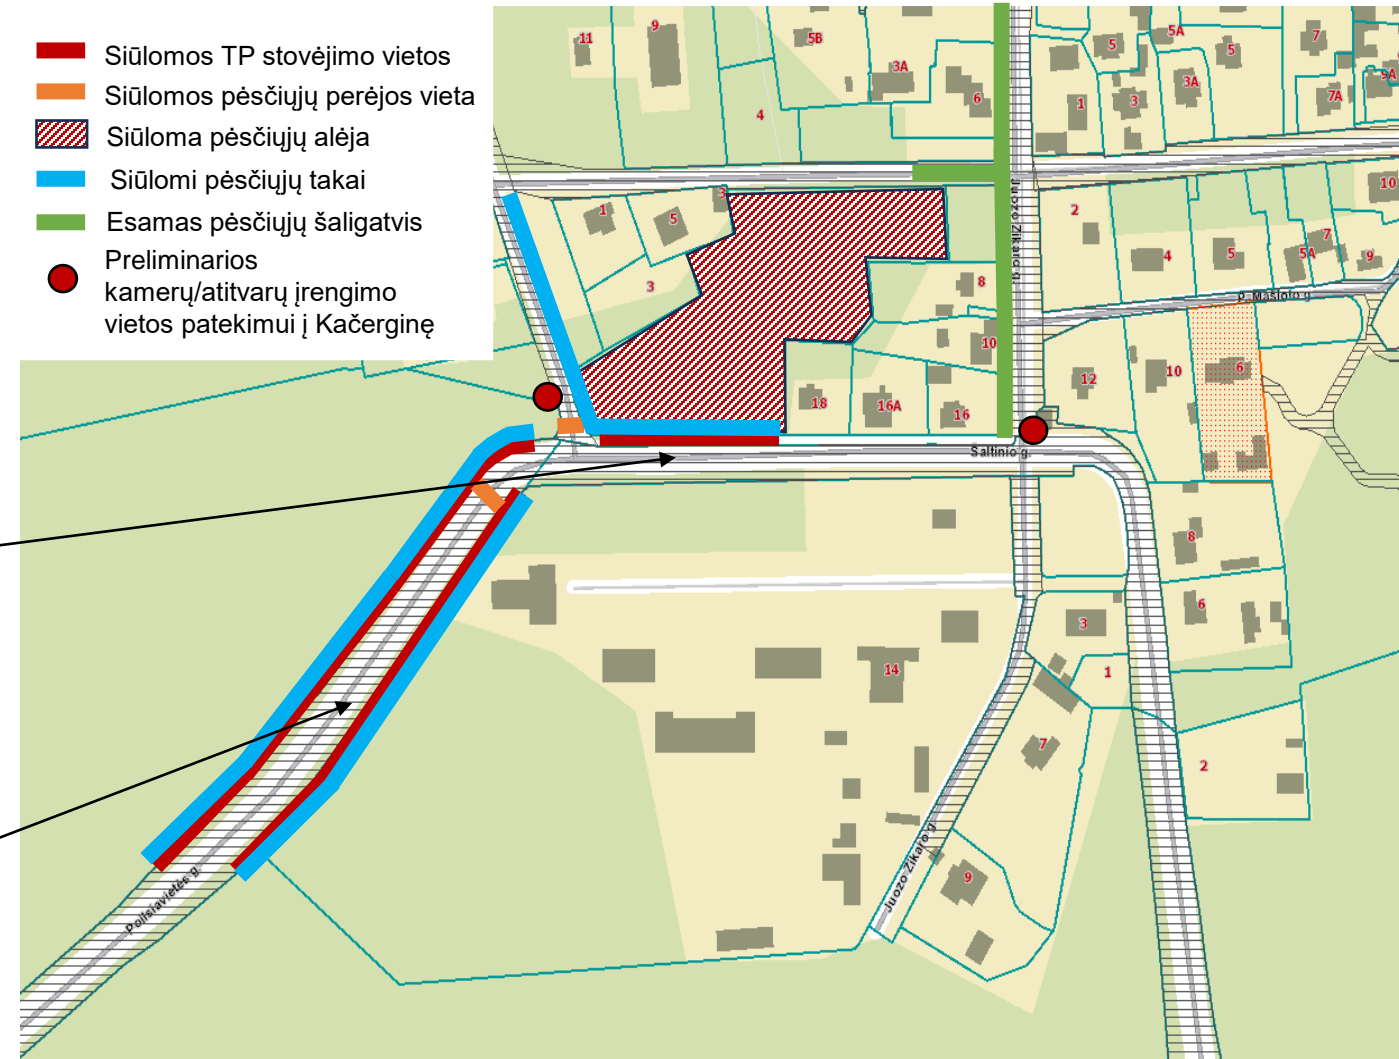 Siūlomos TP stovėjimo vietos
Siūlomos pėsčiųjų perėjos vieta
Siūloma pėsčiųjų alėja
Siūlomi pėsčiųjų takai
Esamas pėsčiųjų šaligatvis
Preliminarios
kamerų/atitvarų įrengimo
vietos patekimui į Kačerginę
11
9
5B
3A
6
4
5
5A
5
7
1
3
3A
7A
9A
10
1
5
3
3
2
4
5
5A
7
9
8
10
12
10
6
18
16A
16
8
6
3
1
14
7
2
9
Juozo Zikaro g.
P. Mašioto g.
Šaltinio g.
Juozo Zikaro g.
Polislavietės g.